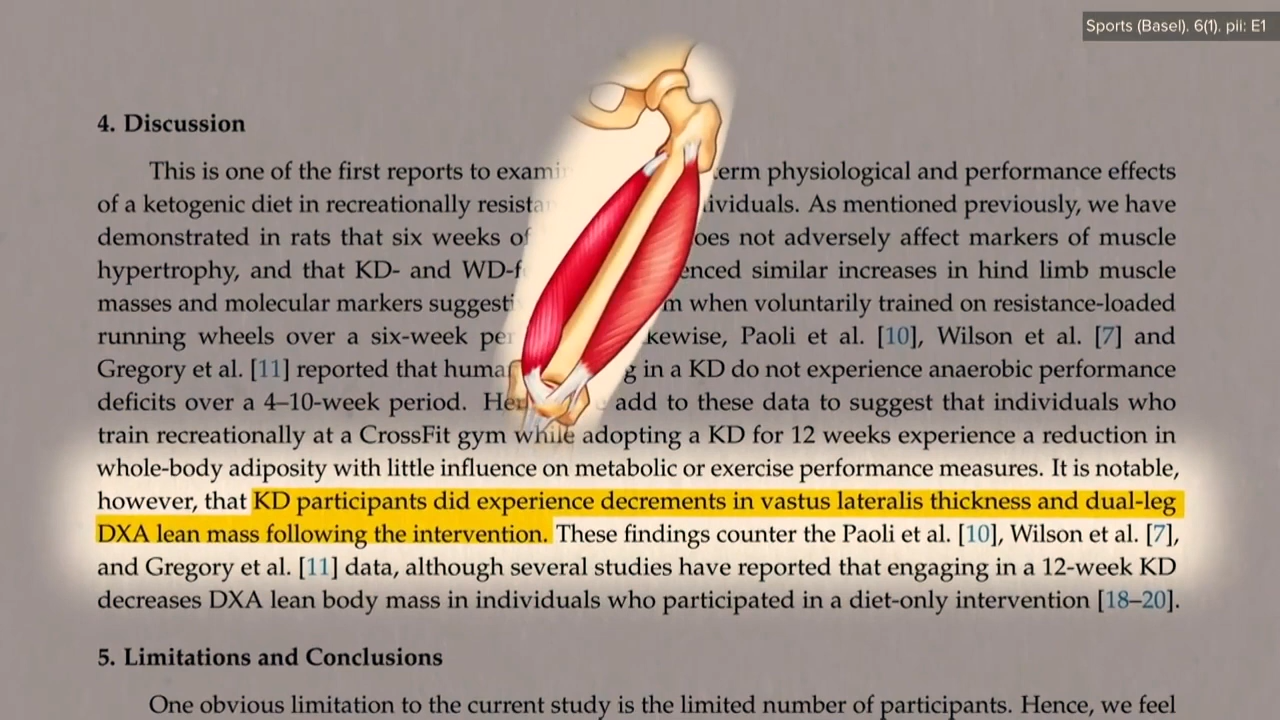 Sports (Basel). 6(1). pii: E1
4. Discussion
This is one of the first reports to exami erm physiological and performance effects
of a ketogenic diet in recreationally resista ividuals. As mentioned previously, we have
demonstrated in rats that six weeks of oes not adversely affect markers of muscle
hypertrophy, and that KD- and WD-f enced similar increases in hind limb muscle
masses and molecular markers suggesti m when voluntarily trained on resistance-loaded
running wheels over a six-week per kewise, Paoli et al. [10], Wilson et al. [7] and
Gregory et al. [11] reported that huma g in a KD do not experience anaerobic performance
deficits over a 4–10-week period. Her e add to these data to suggest that individuals who
train recreationally at a CrossFit gym while adopting a KD for 12 weeks experience a reduction in
whole-body adiposity with little influence on metabolic or exercise performance measures. It is notable,
however, that KD participants did experience decrements in vastus lateralis thickness and dual-leg
DXA lean mass following the intervention. These findings counter the Paoli et al. [10], Wilson et al. [7],
and Gregory et al. [11] data, although several studies have reported that engaging in a 12-week KD
decreases DXA lean body mass in individuals who participated in a diet-only intervention [18–20].
5. Limitations and Conclusions
One obvious limitation to the current study is the limited number of participants. Hence, we feel